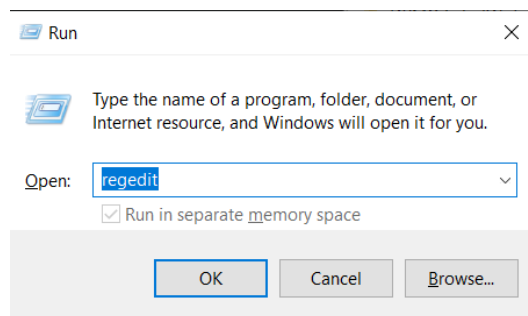 Run
Type the name of a program, folder, document, or
Internet resource, and Windows will open it for you.
Open: regedit
Run in separate memory space
OK Cancel Browse...